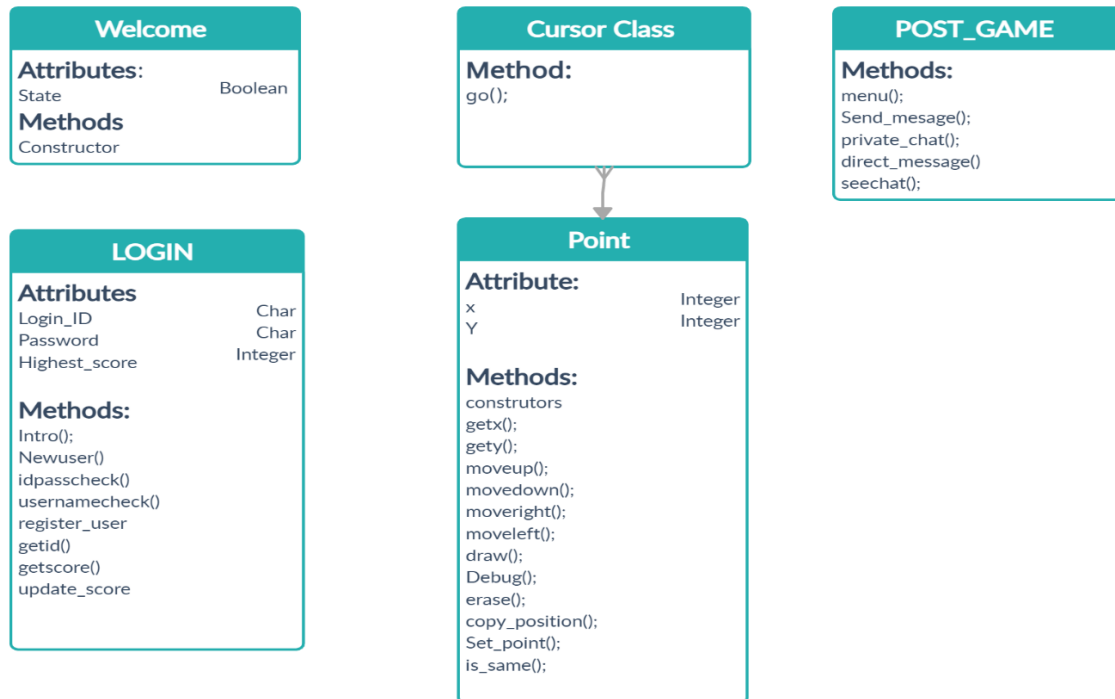 Welcome
Attributes:
State Boolean
Methods
Constructor
Cursor Class
Method:
go();
POST_GAME
Methods:
menu();
Send_mesage();
private_chat();
direct_message()
seechat();
LOGIN
Attributes
Login_ID Char
Password Char
Highest_score Integer
Methods:
Intro();
Newuser()
idpasscheck()
usernamecheck()
register_user
getid()
getscore()
update_score
Point
Attribute:
x Integer
Y Integer
Methods:
construtors
getx();
gety();
moveup();
movedown();
moveright();
moveleft();
draw();
Debug();
erase();
copy_position();
Set_point();
is_same();